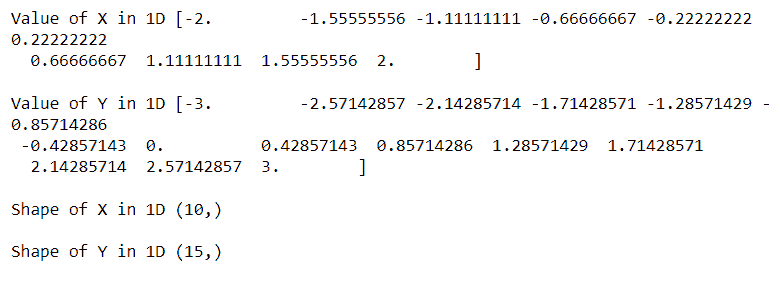 Value of X in 1D [-2.         -1.55555556 -1.11111111 -0.66666667 -0.22222222
0.22222222
  0.66666667  1.11111111  1.55555556  2.        ]
Value of Y in 1D [-3.         -2.57142857 -2.14285714 -1.71428571 -1.28571429 -
0.85714286
 -0.42857143  0.          0.42857143  0.85714286  1.28571429  1.71428571
  2.14285714  2.57142857  3.        ]
Shape of X in 1D (10,)
Shape of Y in 1D (15,)